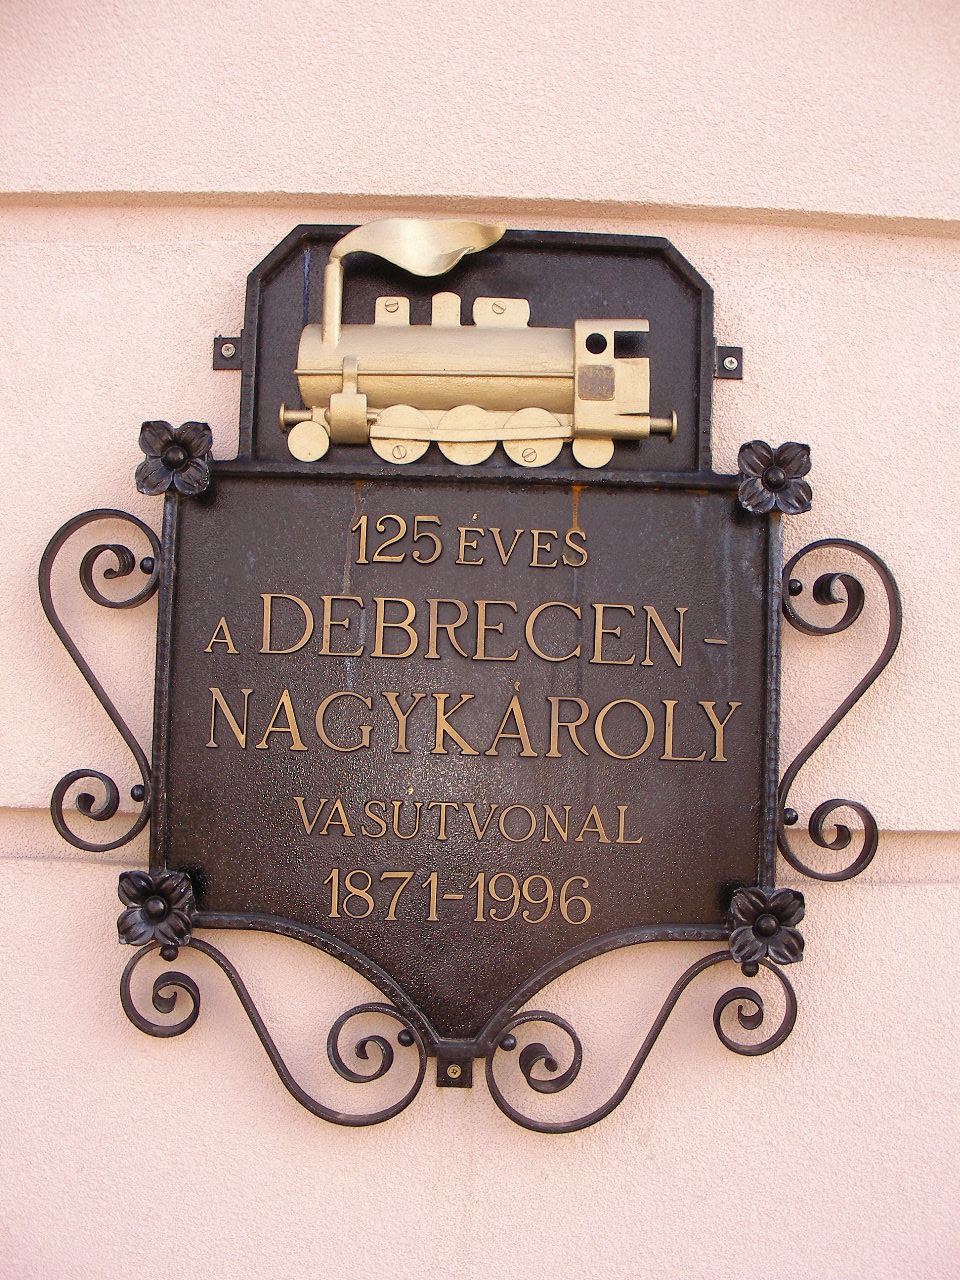 125 ÉVES
A DEBRECEN-
NAGYKÁROLY
VASÚTVONAL
1871-1996